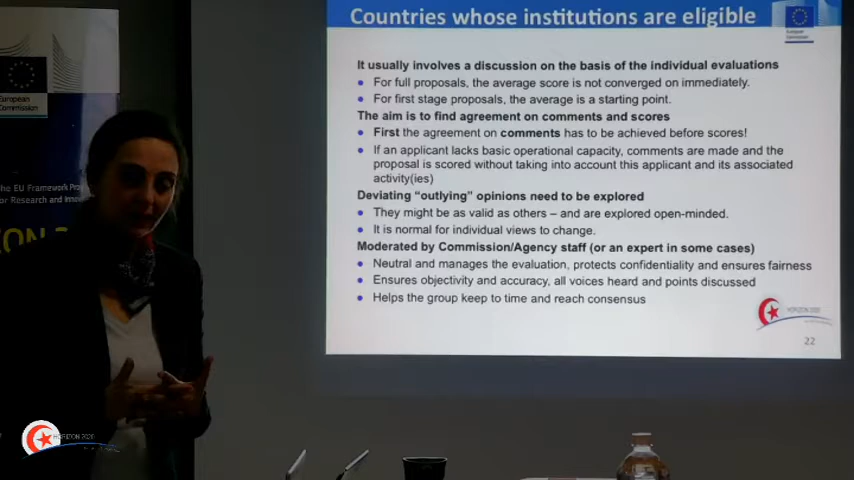 Countries whose institutions are eligible
European
Commission
It usually involves a discussion on the basis of the individual evaluations
• For full proposals, the average score is not converged on immediately.
• For first stage proposals, the average is a starting point.
The aim is to find agreement on comments and scores
• First the agreement on comments has to be achieved before scores!
• If an applicant lacks basic operational capacity, comments are made and the
proposal is scored without taking into account this applicant and its associated
activity(ies)
Deviating “outlying” opinions need to be explored
• They might be as valid as others – and are explored open-minded.
• It is normal for individual views to change.
Moderated by Commission/Agency staff (or an expert in some cases)
• Neutral and manages the evaluation, protects confidentiality and ensures fairness
• Ensures objectivity and accuracy, all voices heard and points discussed
• Helps the group keep to time and reach consensus
HORIZON 2020
22
European
Commission
The EU Framework
for Research and
HORIZON 2020